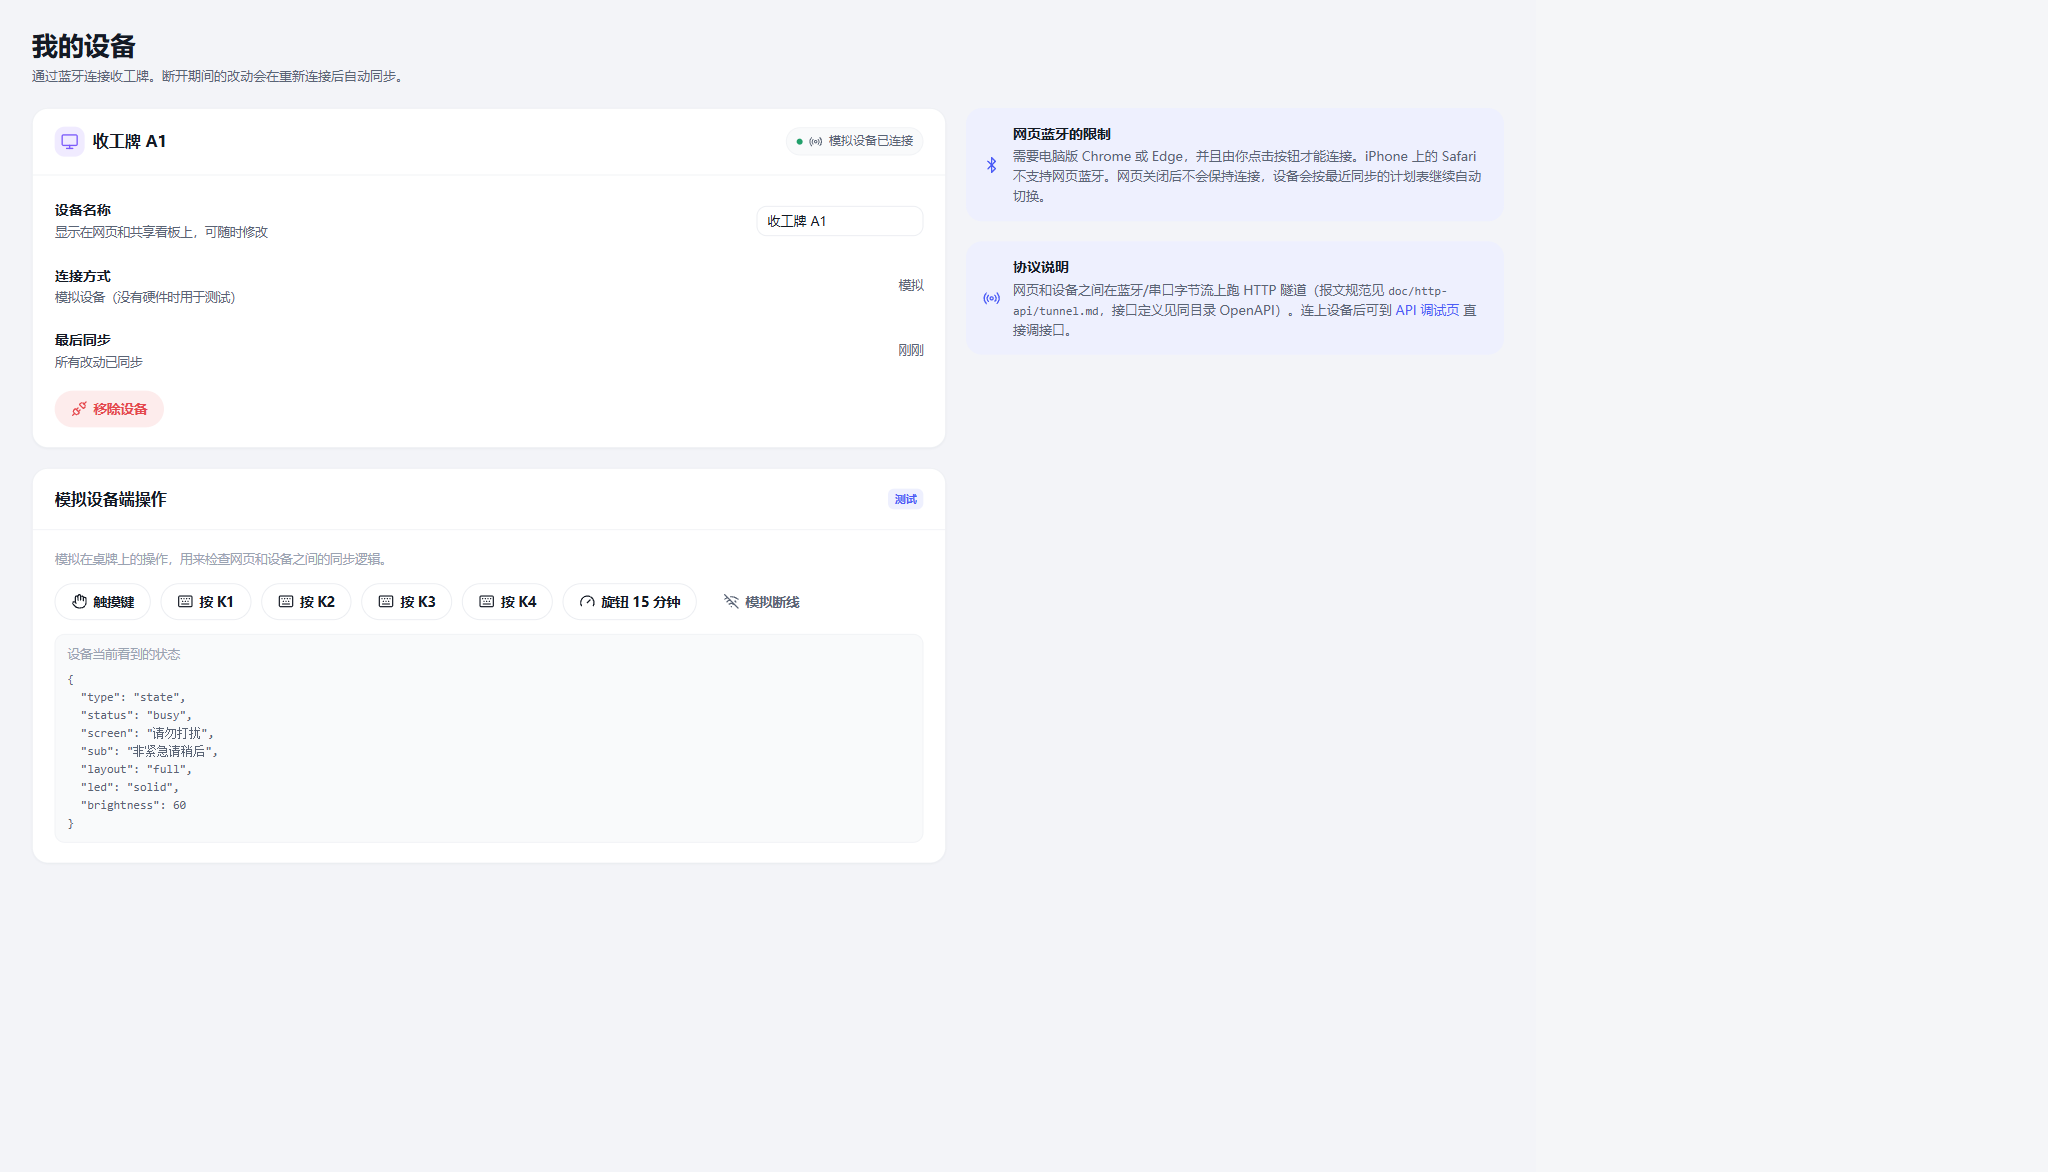 我的设备
通过蓝牙连接收工牌。断开期间的改动会在重新连接后自动同步。
收工牌 A1
模拟设备已连接
设备名称
显示在网页和共享看板上，可随时修改
收工牌 A1
连接方式
模拟设备（没有硬件时用于测试）
模拟
最后同步
所有改动已同步
刚刚
移除设备
模拟设备端操作
测试
模拟在桌牌上的操作，用来检查网页和设备之间的同步逻辑。
触摸键
按 K1
按 K2
按 K3
按 K4
旋钮 15 分钟
模拟断线
设备当前看到的状态
{
"type": "state",
"status": "busy",
"screen": "请勿打扰",
"sub": "非紧急请稍后",
"layout": "full",
"led": "solid",
"brightness": 60
}
网页蓝牙的限制
需要电脑版 Chrome 或 Edge，并且由你点击按钮才能连接。iPhone 上的 Safari
不支持网页蓝牙。网页关闭后不会保持连接，设备会按最近同步的计划表继续自动
切换。
协议说明
网页和设备之间在蓝牙/串口字节流上跑 HTTP 隧道（报文规范见 doc/http-
api/tunnel.md，接口定义见同目录 OpenAPI）。连上设备后可到 API 调试页 直
接调接口。